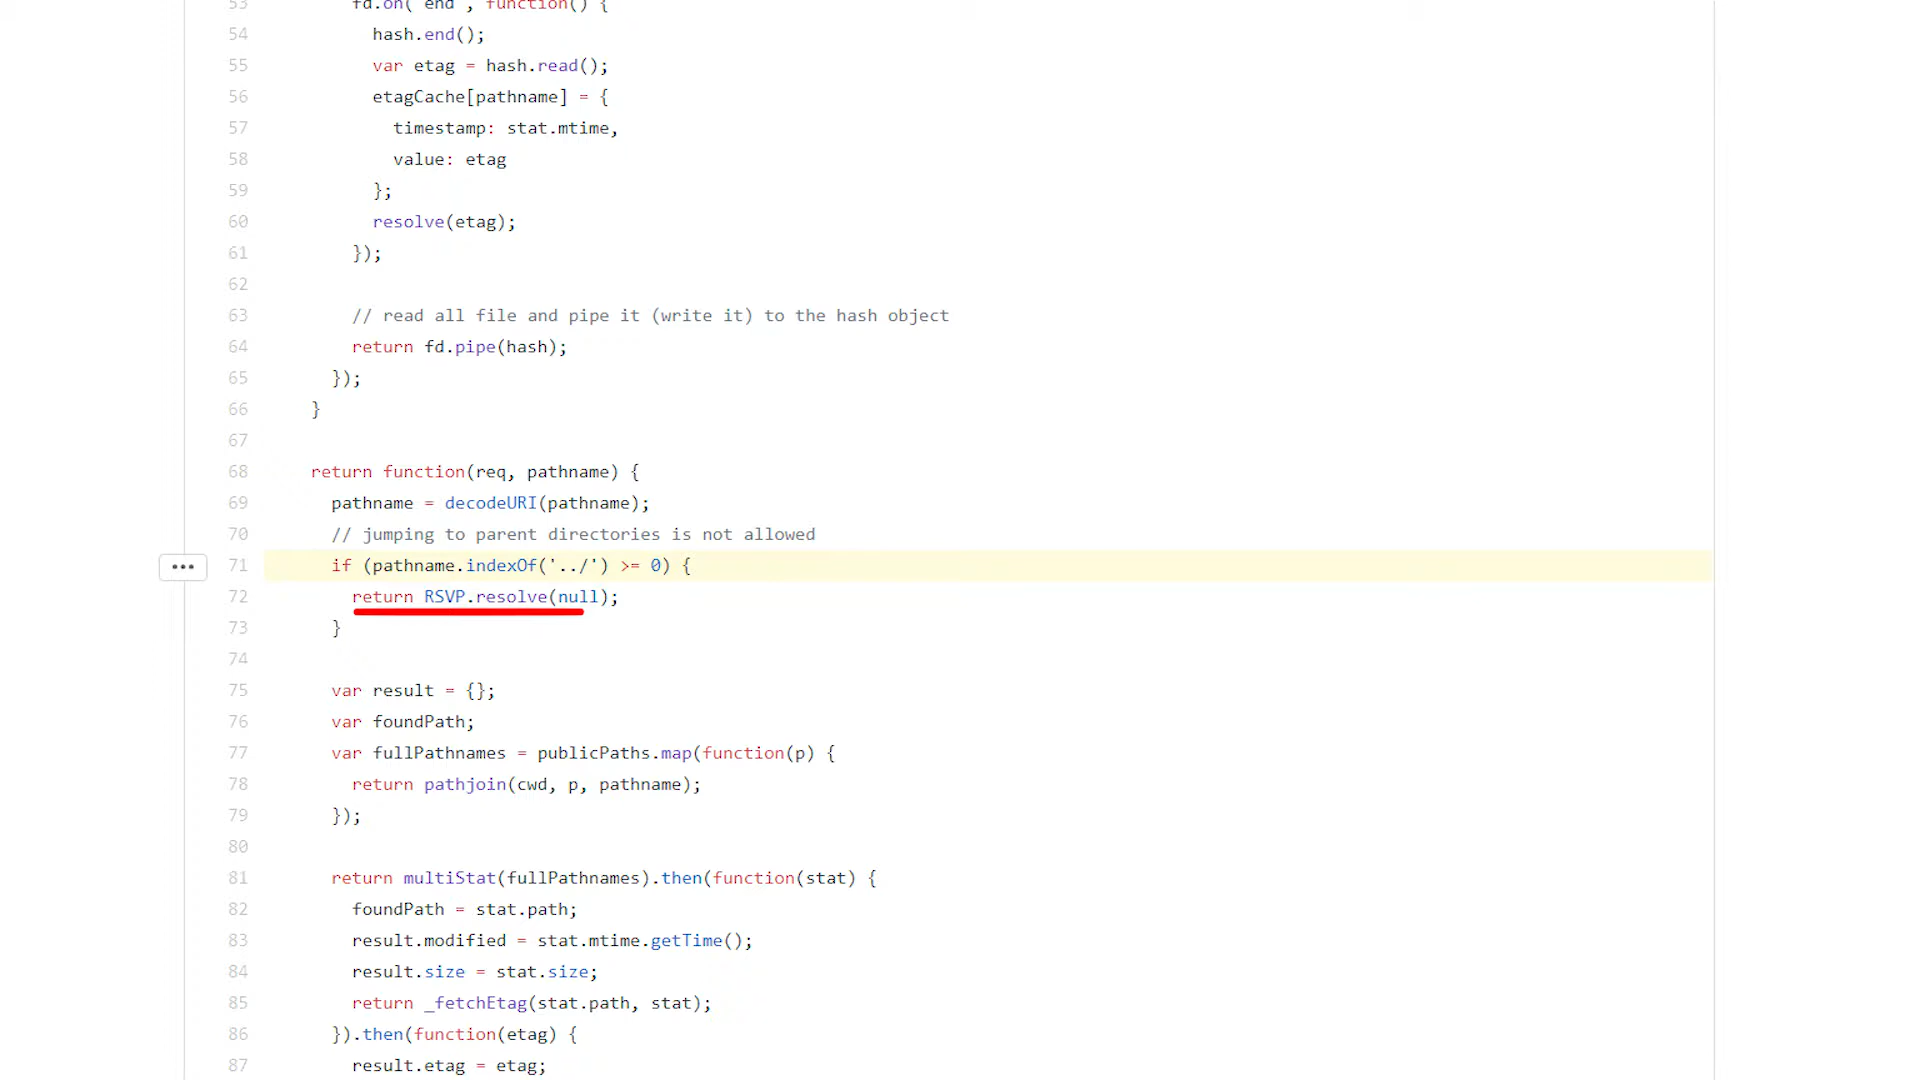 53 fd.on('end', function() {
54 hash.end();
55 var etag = hash.read();
56 etagCache[pathname] = {
57 timestamp: stat.mtime,
58 value: etag
59 };
60 resolve(etag);
61 });
62
63 // read all file and pipe it (write it) to the hash object
64 return fd.pipe(hash);
65 });
66 }
67
68 return function(req, pathname) {
69 pathname = decodeURI(pathname);
70 // jumping to parent directories is not allowed
71 if (pathname.indexOf('../') >= 0) {
72 return RSVP.resolve(null);
73 }
74
75 var result = {};
76 var foundPath;
77 var fullPathnames = publicPaths.map(function(p) {
78 return pathjoin(cwd, p, pathname);
79 });
80
81 return multiStat(fullPathnames).then(function(stat) {
82 foundPath = stat.path;
83 result.modified = stat.mtime.getTime();
84 result.size = stat.size;
85 return _fetchEtag(stat.path, stat);
86 }).then(function(etag) {
87 result.etag = etag;